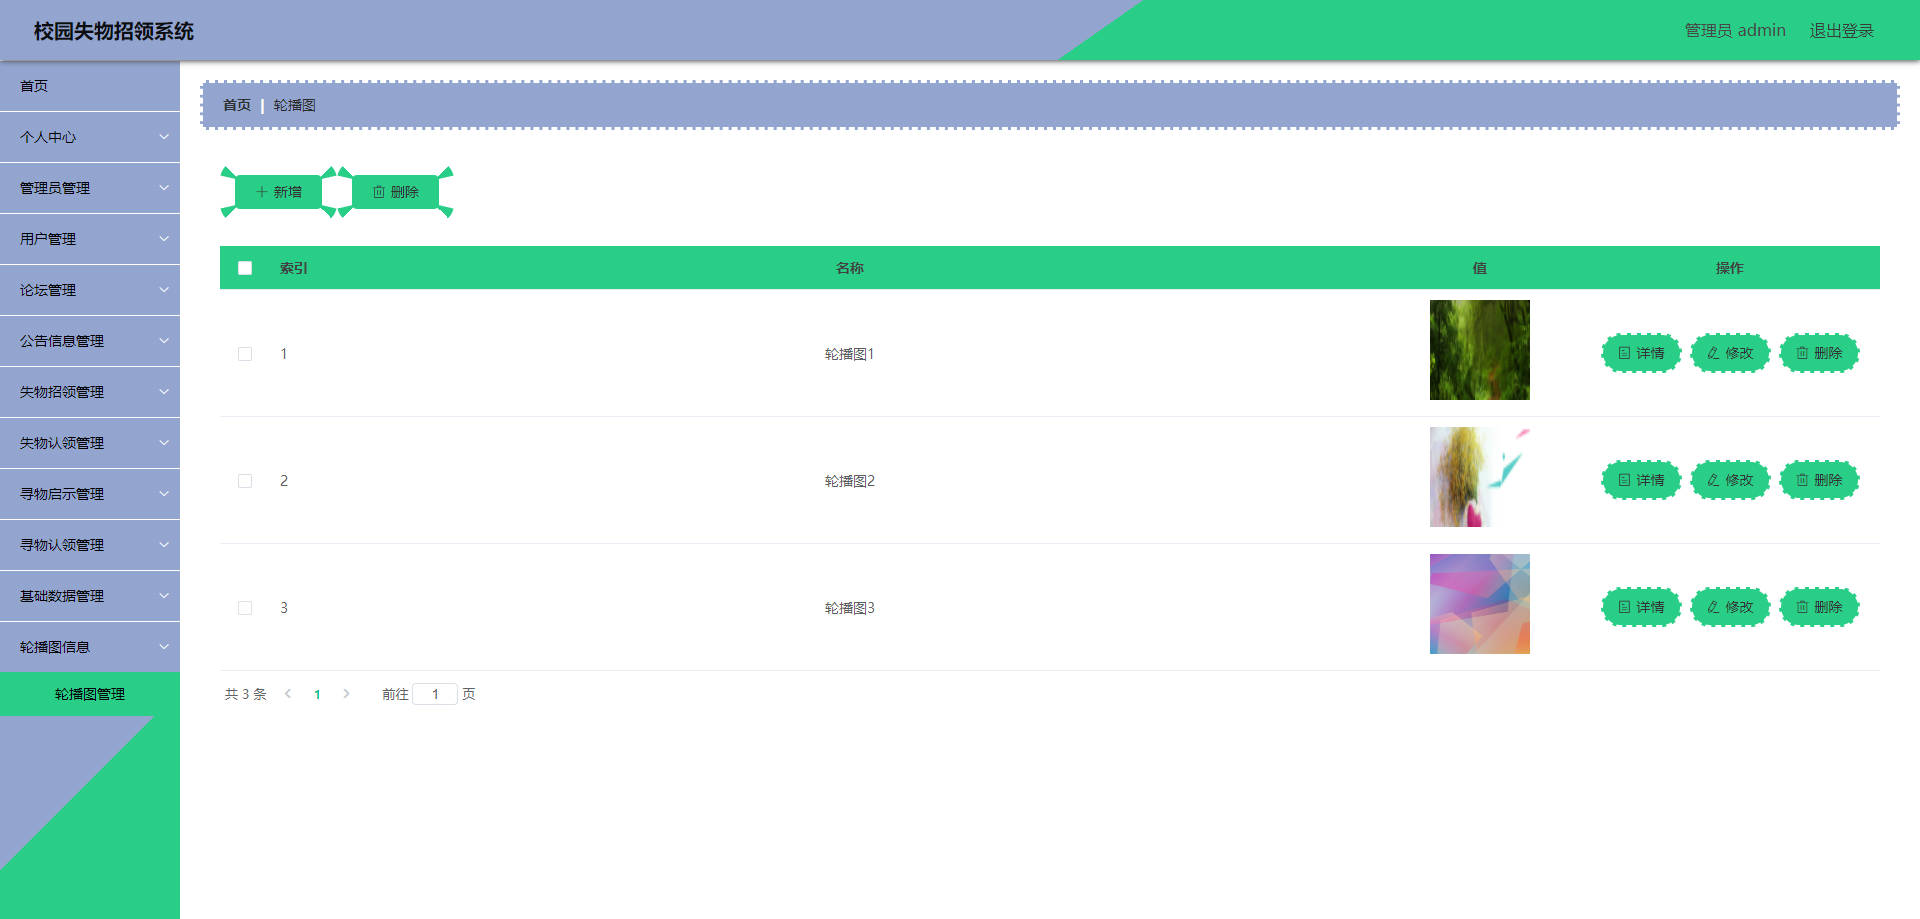 校园失物招领系统
管理员 admin 退出登录
首页
个人中心
管理员管理
用户管理
论坛管理
公告信息管理
失物招领管理
失物认领管理
寻物启示管理
寻物认领管理
基础数据管理
轮播图信息
轮播图管理
首页 | 轮播图
新增 删除
索引 名称 值 操作
1 轮播图1 详情 修改 删除
2 轮播图2 详情 修改 删除
3 轮播图3 详情 修改 删除
共 3 条 1 前往 1 页